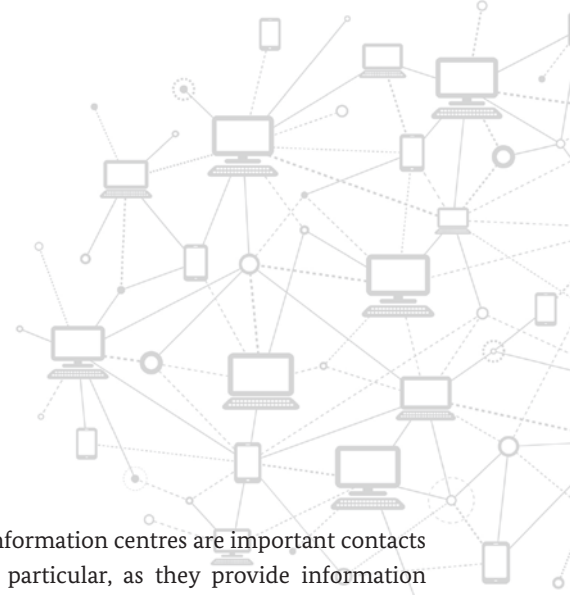 nformation centres are important contacts
particular, as they provide information